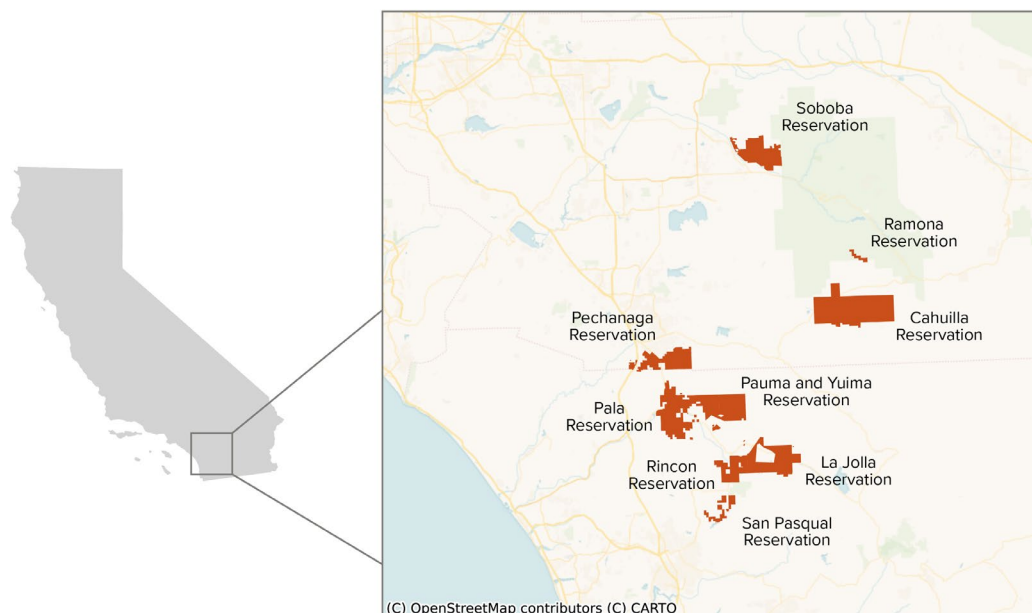 Soboba
Reservation
Ramona
Reservation
Cahuilla
Reservation
Pechanaga
Reservation
Pauma and Yuima
Reservation
Pala
Reservation
Rincon
Reservation
La Jolla
Reservation
San Pasqual
Reservation
(C) OpenStreetMap contributors (C) CARTO